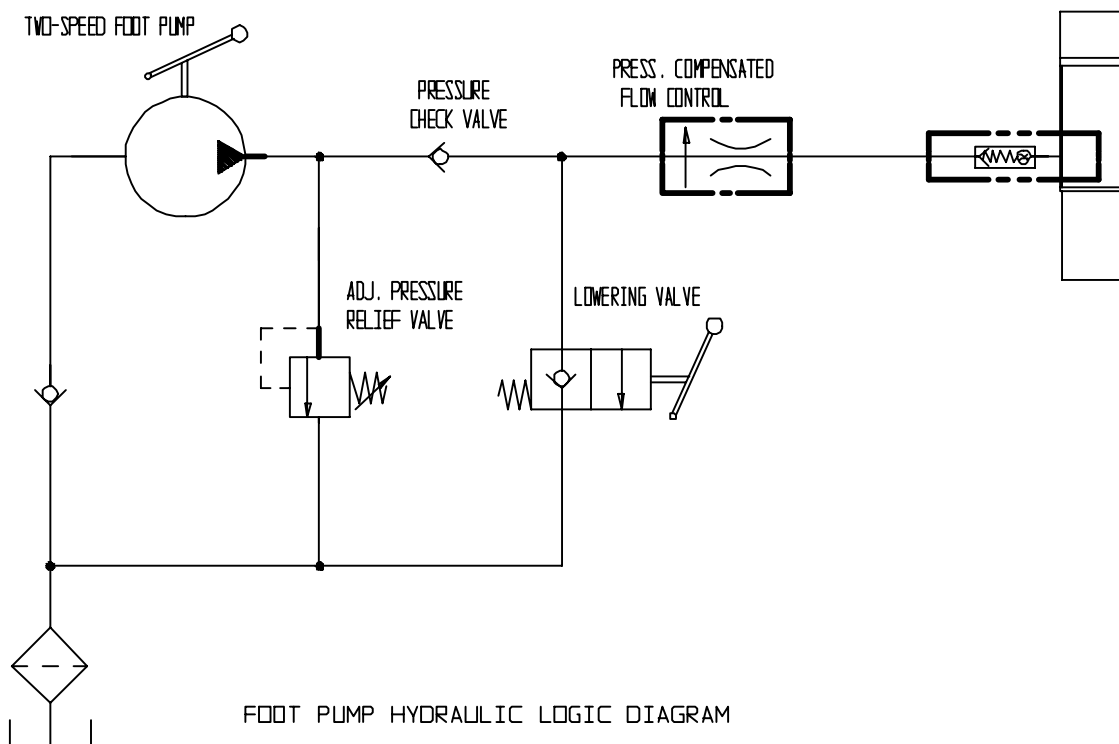 TWO-SPEED FOOT PUMP
PRESSURE
CHECK VALVE
PRESS. COMPENSATED
FLOW CONTROL
ADJ. PRESSURE
RELIEF VALVE
LOWERING VALVE
FOOT PUMP HYDRAULIC LOGIC DIAGRAM